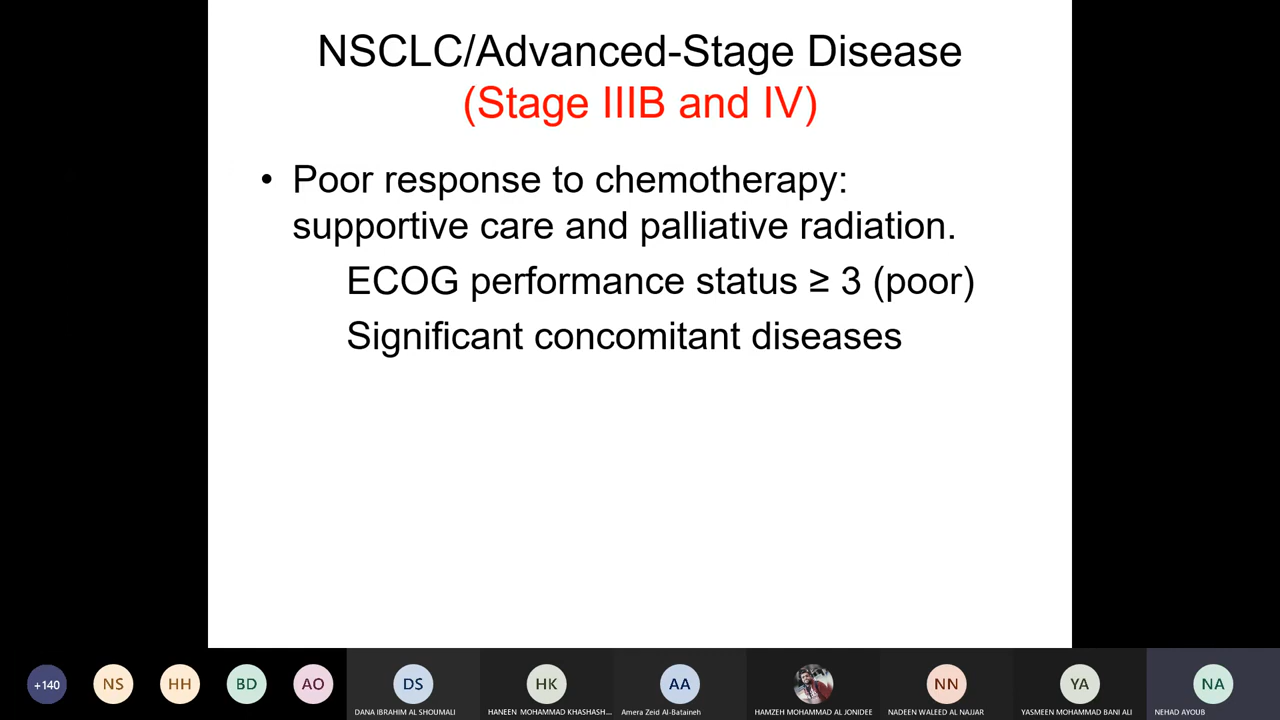 NSCLC/Advanced-Stage Disease
(Stage IIIB and IV)
• Poor response to chemotherapy:
supportive care and palliative radiation.
ECOG performance status ≥ 3 (poor)
Significant concomitant diseases
+140 NS HH BD AO DS HK AA NN YA NA
DANA IBRAHIM AL SHOUMALI HANEEN MOHAMMAD KHASHASH... Amera Zeid Al-Bataineh HAMZEH MOHAMMAD AL JONIDEE NADEEN WALEED AL NAJJAR YASMEEN MOHAMMAD BANI ALI NEHAD AYOUB